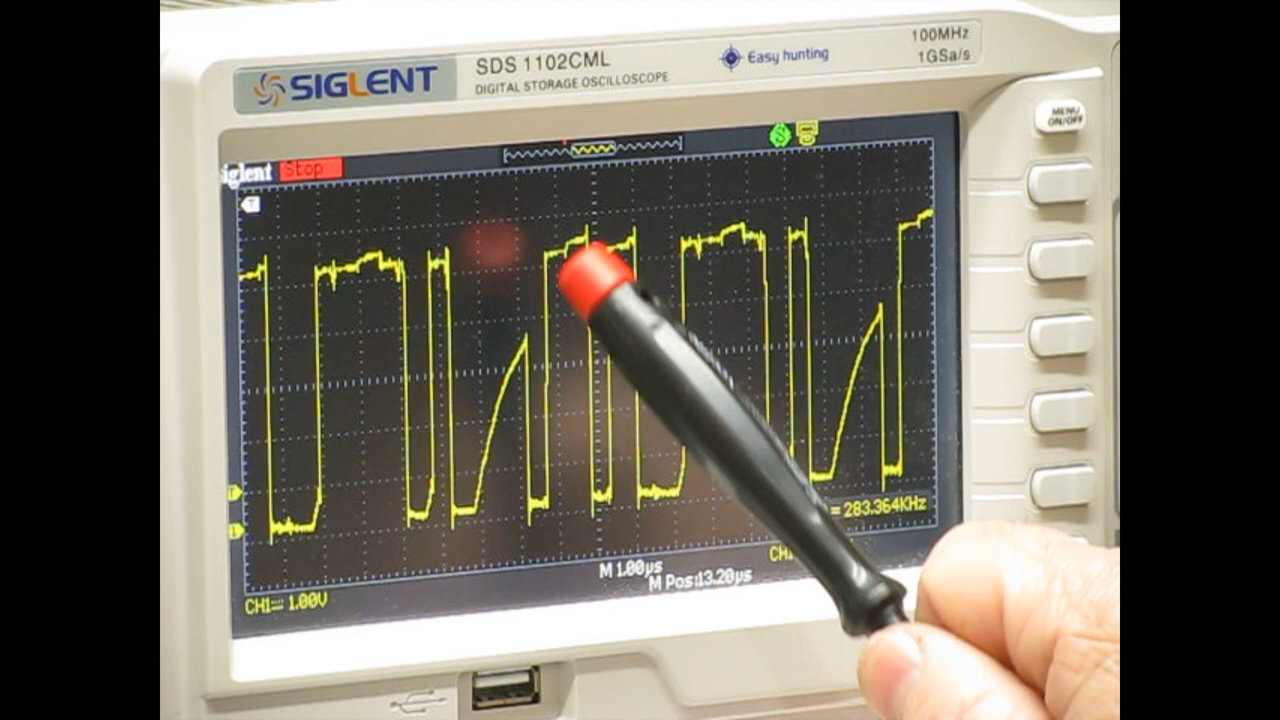 SIGLENT
SDS 1102CML
DIGITAL STORAGE OSCILLOSCOPE
Easy hunting
100MHz
1GSa/s
MENU
ON/OFF
iglent
Stop
T
= 283.364KHz
M 1.00µs
M Pos:13.20µs
CH1 1.00V